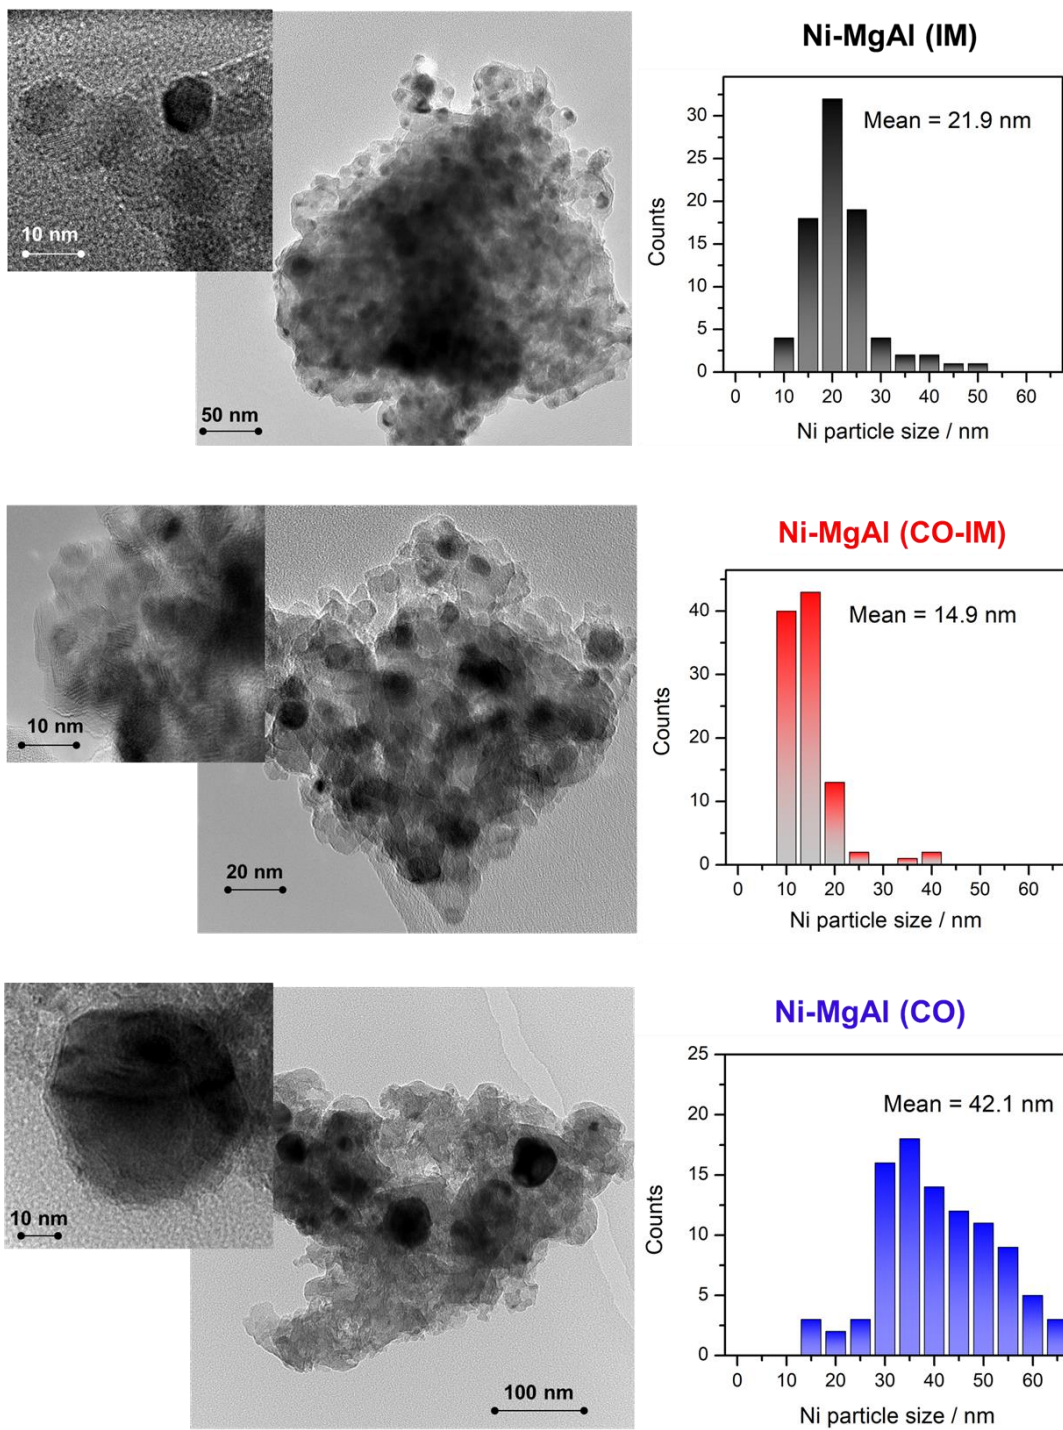 Ni-MgAl (IM)
10 nm
50 nm
Mean = 21.9 nm
Counts
30
25
20
15
10
5
0
0 10 20 30 40 50 60
Ni particle size / nm
Ni-MgAl (CO-IM)
10 nm
20 nm
Mean = 14.9 nm
Counts
40
30
20
10
0
0 10 20 30 40 50 60
Ni particle size / nm
Ni-MgAl (CO)
10 nm
100 nm
Mean = 42.1 nm
Counts
25
20
15
10
5
0
0 10 20 30 40 50 60
Ni particle size / nm